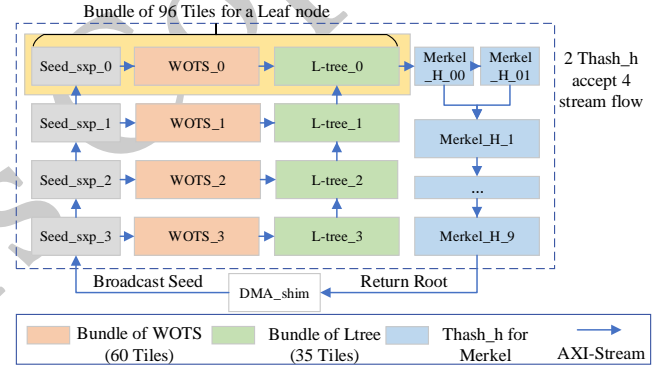 Bundle of 96 Tiles for a Leaf node
Seed_sxp_0
WOTS_0
L-tree_0
Merkel
_H_00
Merkel
_H_01
2 Thash_h
accept 4
stream flow
Seed_sxp_1
WOTS_1
L-tree_1
Merkel_H_1
Seed_sxp_2
WOTS_2
L-tree_2
...
Seed_sxp_3
WOTS_3
L-tree_3
Merkel_H_9
Broadcast Seed
DMA_shim
Return Root
Bundle of WOTS
(60 Tiles)
Bundle of Ltree
(35 Tiles)
Thash_h for
Merkel
AXI-Stream